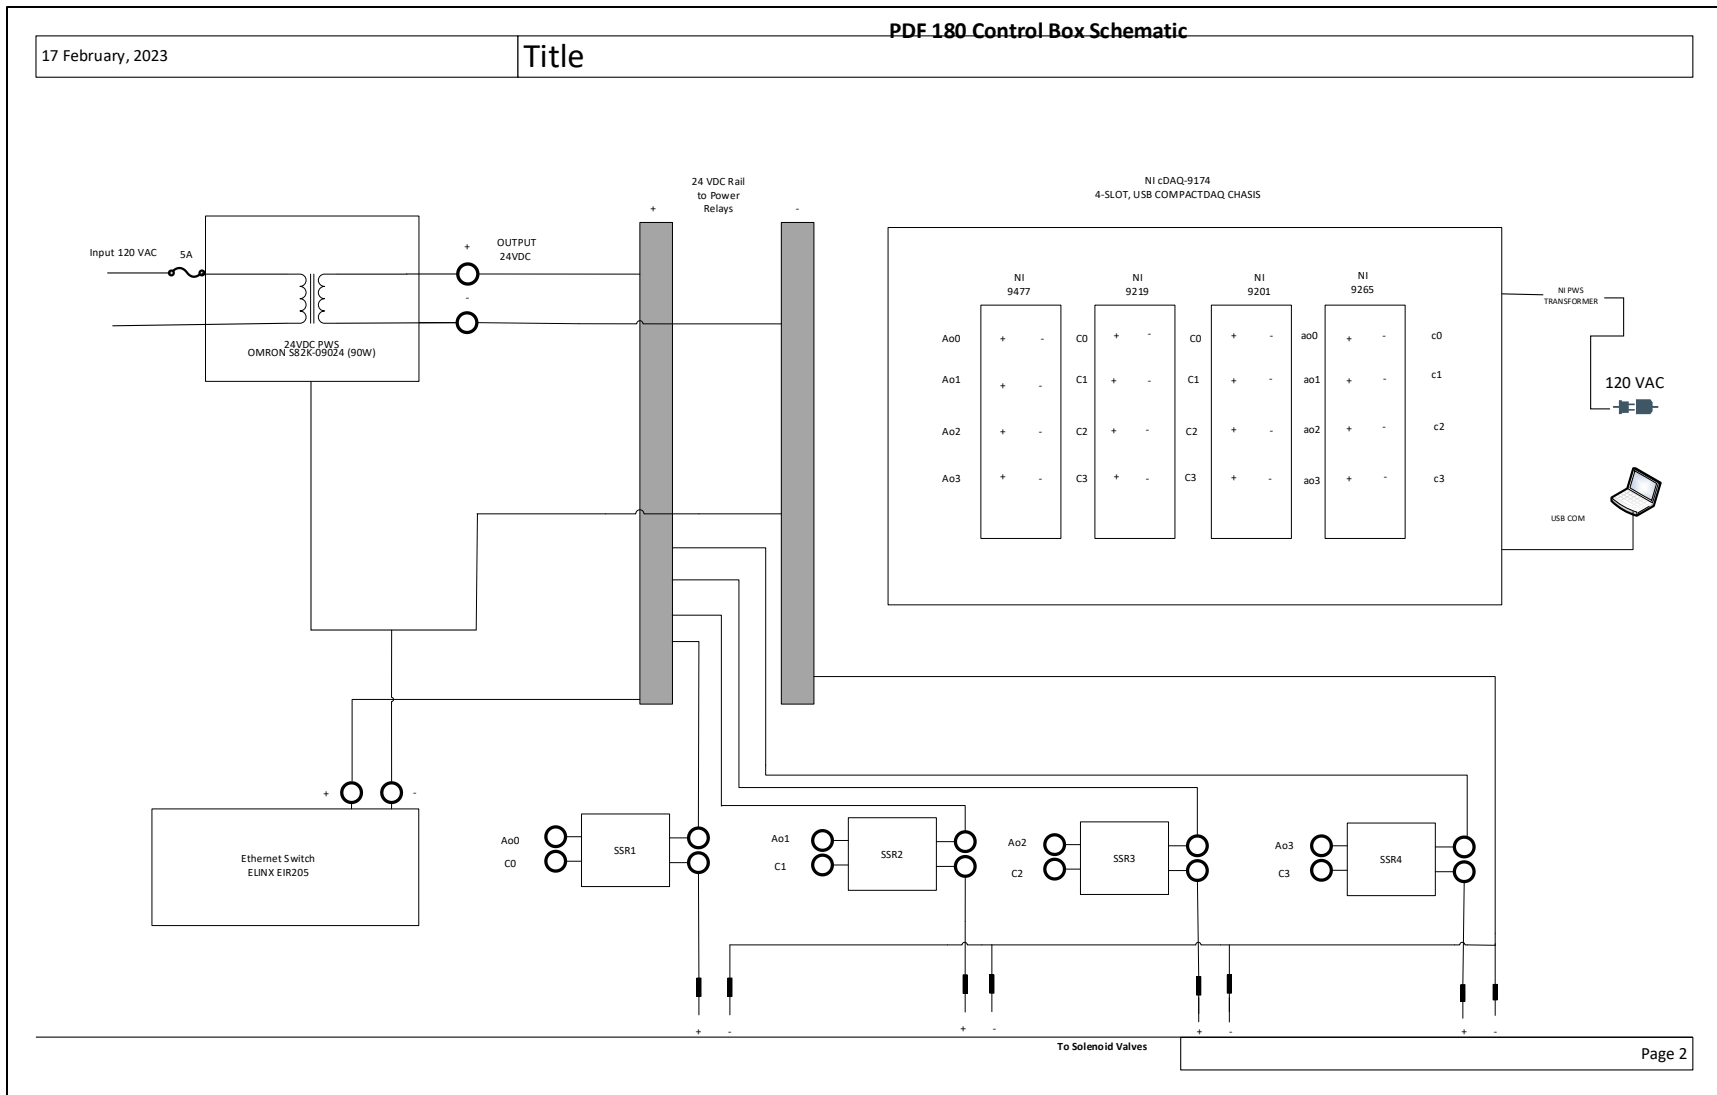 PDF 180 Control Box Schematic
17 February, 2023
Title
24 VDC Rail
to Power
Relays
+
-
NI cDAQ-9174
4-SLOT, USB COMPACTDAQ CHASIS
Input 120 VAC
5A
+
OUTPUT
24VDC
-
24VDC PWS
OMRON S82K-09024 (90W)
NI
9477
NI
9219
NI
9201
NI
9265
NI PWS
TRANSFORMER
120 VAC
Ao0 + - C0 + - C0 + - ao0 + - c0
Ao1 + - C1 + - C1 + - ao1 + - c1
Ao2 + - C2 + - C2 + - ao2 + - c2
Ao3 + - C3 + - C3 + - ao3 + - c3
USB COM
+ -
Ethernet Switch
ELINX EIR205
Ao0
C0
SSR1
Ao1
C1
SSR2
Ao2
C2
SSR3
Ao3
C3
SSR4
+ - + - + - + -
To Solenoid Valves
Page 2